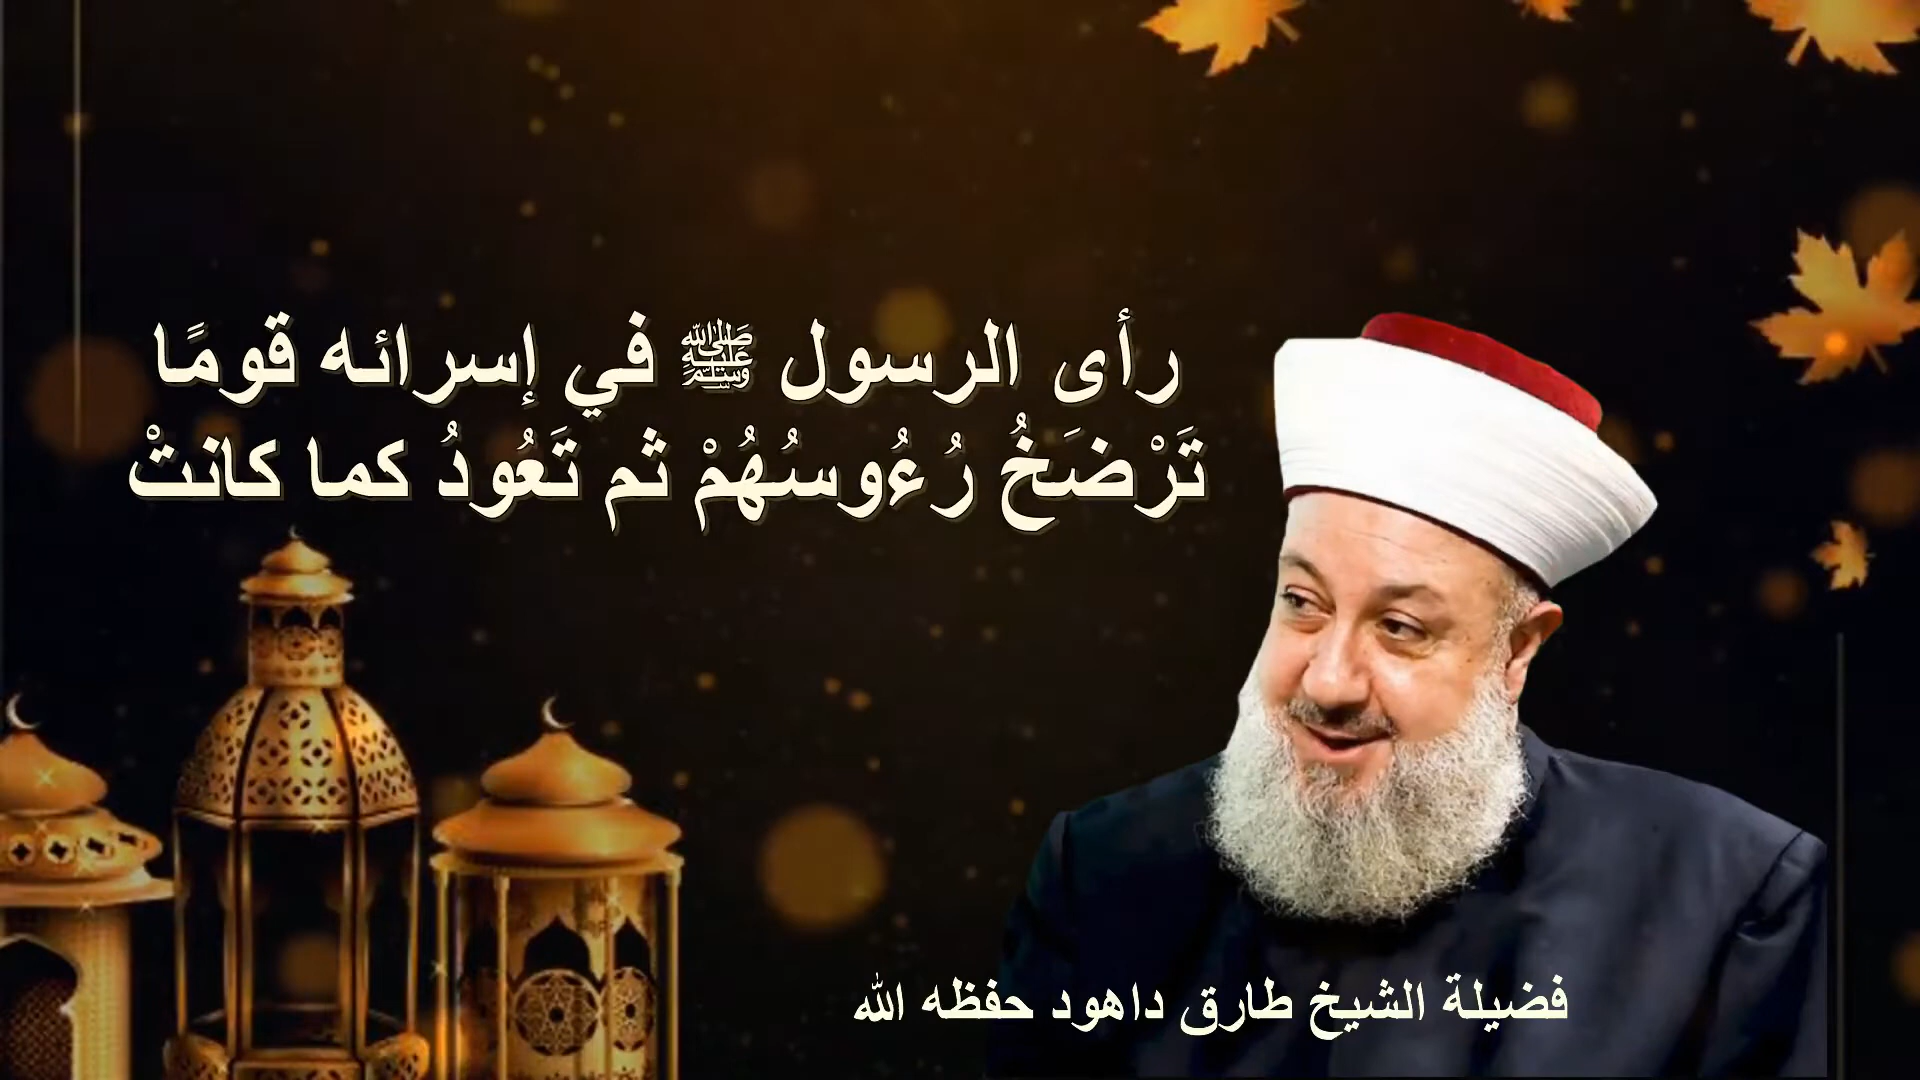 رأى الرسول ﷺ في إسرائه قومًا
تَرْضَخُ رُءُوسُهُمْ ثم تَعُودُ كما كانتْ
فضيلة الشيخ طارق داهود حفظه الله